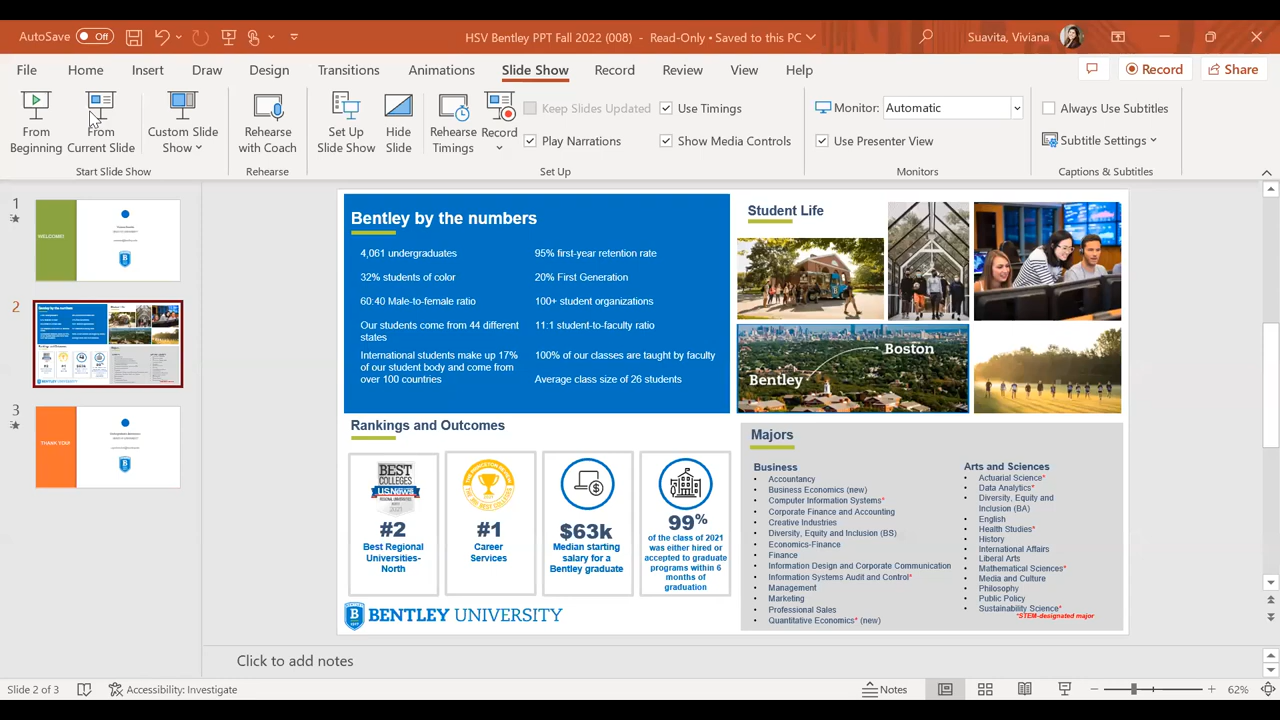 AutoSave Off HSV Bentley PPT Fall 2022 (008) - Read-Only • Saved to this PC Suavita, Viviana
File Home Insert Draw Design Transitions Animations Slide Show Record Review View Help Record Share
From Beginning
From Current Slide
Custom Slide Show
Rehearse with Coach
Set Up Slide Show
Hide Slide
Rehearse Timings
Record
Keep Slides Updated
Play Narrations
Use Timings
Show Media Controls
Monitor: Automatic
Use Presenter View
Always Use Subtitles
Subtitle Settings
Start Slide Show Rehearse Set Up Monitors Captions & Subtitles
1
WELCOME!
2
3
THANK YOU!
Bentley by the numbers
4,061 undergraduates
32% students of color
60:40 Male-to-female ratio
Our students come from 44 different
states
International students make up 17%
of our student body and come from
over 100 countries
95% first-year retention rate
20% First Generation
100+ student organizations
11:1 student-to-faculty ratio
100% of our classes are taught by faculty
Average class size of 26 students
Student Life
Boston
Bentley
Rankings and Outcomes
BEST
COLLEGES
U.S.News
#2
Best Regional
Universities-
North
#1
Career
Services
$63k
Median starting
salary for a
Bentley graduate
99%
of the class of 2021
was either hired or
accepted to graduate
programs within 6
months of
graduation
BENTLEY UNIVERSITY
Majors
Business
• Accountancy
• Business Economics (new)
• Computer Information Systems*
• Corporate Finance and Accounting
• Creative Industries
• Diversity, Equity and Inclusion (BS)
• Economics-Finance
• Finance
• Information Design and Corporate Communication
• Information Systems Audit and Control*
• Management
• Marketing
• Professional Sales
• Quantitative Economics* (new)
Arts and Sciences
• Actuarial Science*
• Data Analytics*
• Diversity, Equity and
Inclusion (BA)
• English
• Health Studies*
• History
• International Affairs
• Liberal Arts
• Mathematical Sciences*
• Media and Culture
• Philosophy
• Public Policy
• Sustainability Science*
*STEM-designated major
Click to add notes
Slide 2 of 3 Accessibility: Investigate Notes 62%